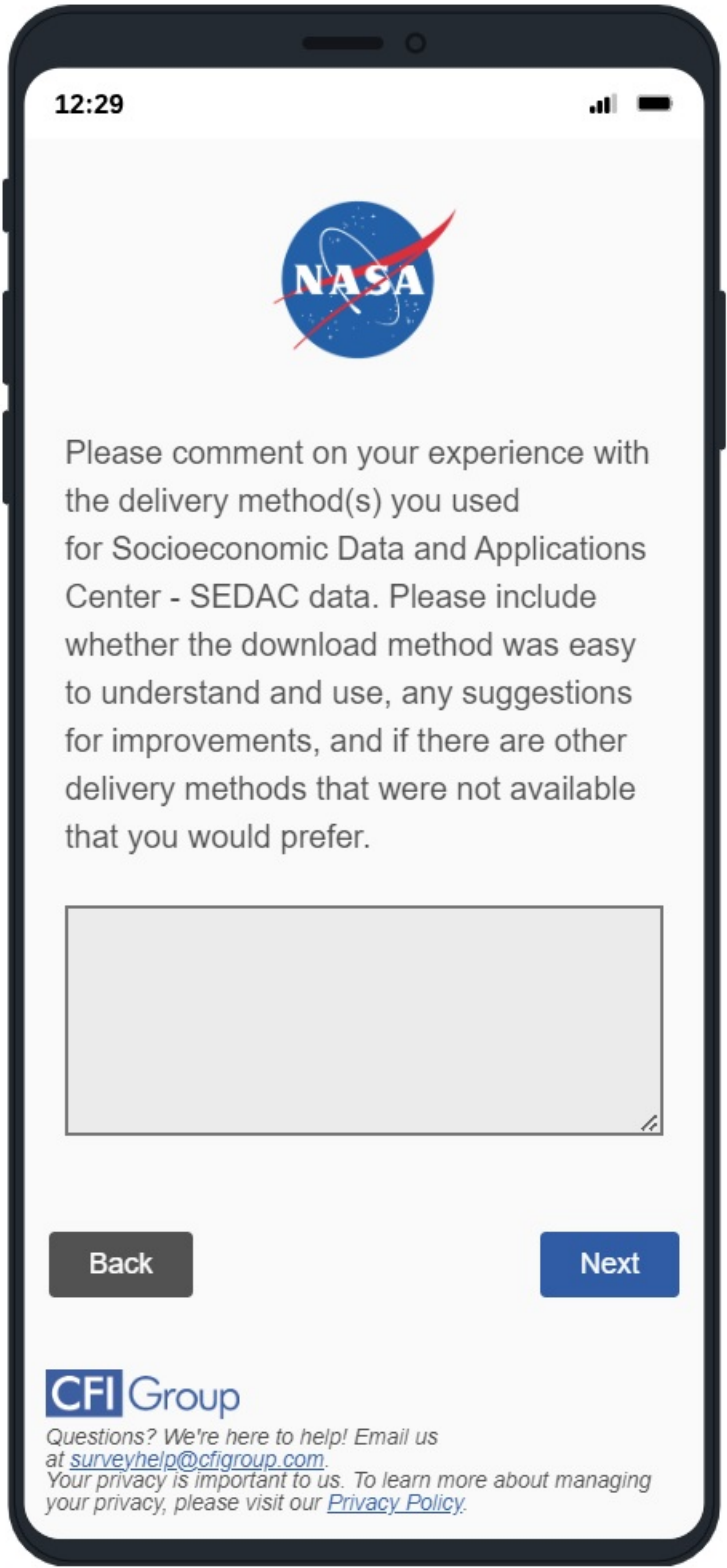 12:29
NASA
Please comment on your experience with
the delivery method(s) you used
for Socioeconomic Data and Applications
Center - SEDAC data. Please include
whether the download method was easy
to understand and use, any suggestions
for improvements, and if there are other
delivery methods that were not available
that you would prefer.
Back
Next
CFI Group
Questions? We're here to help! Email us
at surveyhelp@cfigroup.com.
Your privacy is important to us. To learn more about managing
your privacy, please visit our Privacy Policy.